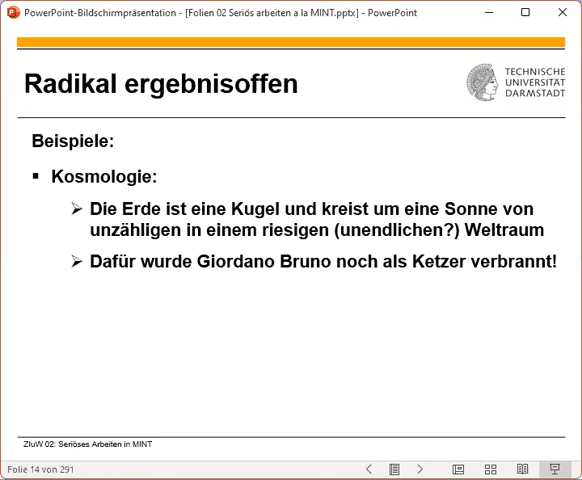 PowerPoint-Bildschirmpräsentation - [Folien 02 Seriös arbeiten a la MINT.pptx] - PowerPoint
Radikal ergebnisoffen
TECHNISCHE
UNIVERSITÄT
DARMSTADT
Beispiele:
Kosmologie:
Die Erde ist eine Kugel und kreist um eine Sonne von
unzähligen in einem riesigen (unendlichen?) Weltraum
Dafür wurde Giordano Bruno noch als Ketzer verbrannt!
ZIuW 02: Seriöses Arbeiten in MINT
Folie 14 von 291